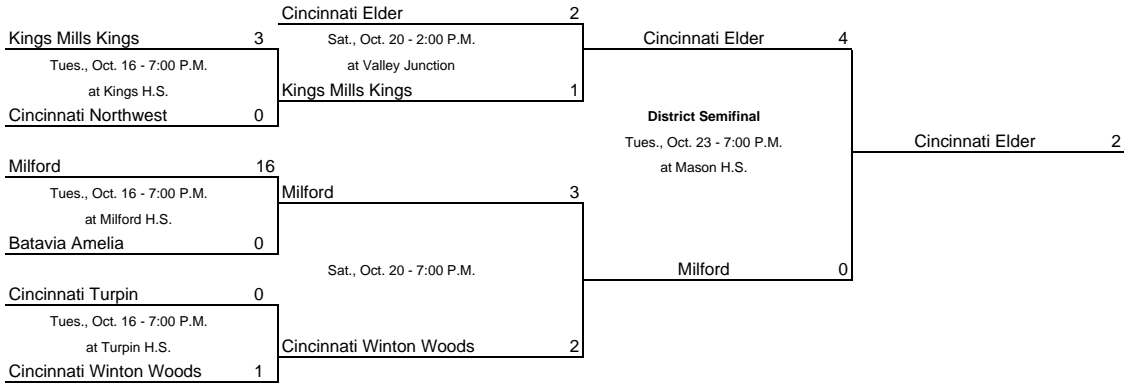 Cincinnati Elder 2
Kings Mills Kings 3
Sat., Oct. 20 - 2:00 P.M.
Cincinnati Elder 4
Tues., Oct. 16 - 7:00 P.M.
at Valley Junction
at Kings H.S.
Kings Mills Kings 1
Cincinnati Northwest 0
District Semifinal
Tues., Oct. 23 - 7:00 P.M.
Cincinnati Elder 2
at Mason H.S.
Milford 16
Tues., Oct. 16 - 7:00 P.M.
Milford 3
at Milford H.S.
Batavia Amelia 0
Sat., Oct. 20 - 7:00 P.M.
Milford 0
Cincinnati Turpin 0
Tues., Oct. 16 - 7:00 P.M.
at Turpin H.S.
Cincinnati Winton Woods 2
Cincinnati Winton Woods 1